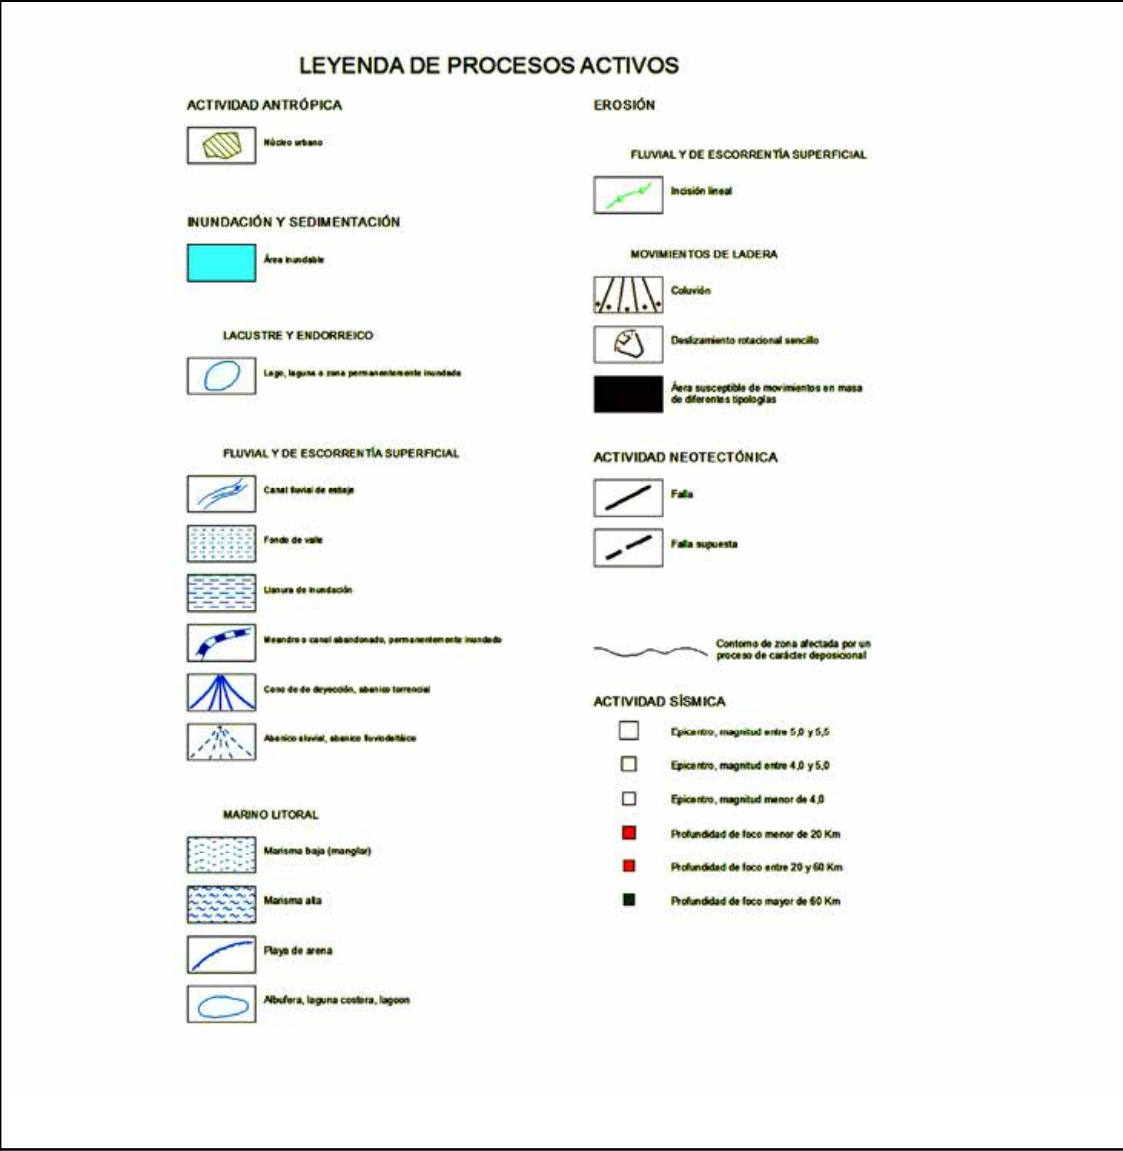 LEYENDA DE PROCESOS ACTIVOS
ACTIVIDAD ANTRÓPICA
Núcleo urbano
INUNDACIÓN Y SEDIMENTACIÓN
Área inundable
LACUSTRE Y ENDORREICO
Lago, laguna o zona permanentemente inundada
FLUVIAL Y DE ESCORRENTÍA SUPERFICIAL
Canal fluvial de estiaje
Fondo de valle
Llanura de inundación
Meandro o canal abandonado, permanentemente inundado
Cono de de deyección, abanico torrencial
Abanico aluvial, abanico fluviodeltáico
MARINO LITORAL
Marisma baja (manglar)
Marisma alta
Playa de arena
Albufera, laguna costera, lagoon
EROSIÓN
FLUVIAL Y DE ESCORRENTÍA SUPERFICIAL
Incisión lineal
MOVIMIENTOS DE LADERA
Coluvión
Deslizamiento rotacional sencillo
Áera susceptible de movimientos en masa
de diferentes tipologías
ACTIVIDAD NEOTECTÓNICA
Falla
Falla supuesta
Contorno de zona afectada por un
proceso de carácter deposicional
ACTIVIDAD SÍSMICA
Epicentro, magnitud entre 5,0 y 5,5
Epicentro, magnitud entre 4,0 y 5,0
Epicentro, magnitud menor de 4,0
Profundidad de foco menor de 20 Km
Profundidad de foco entre 20 y 60 Km
Profundidad de foco mayor de 60 Km